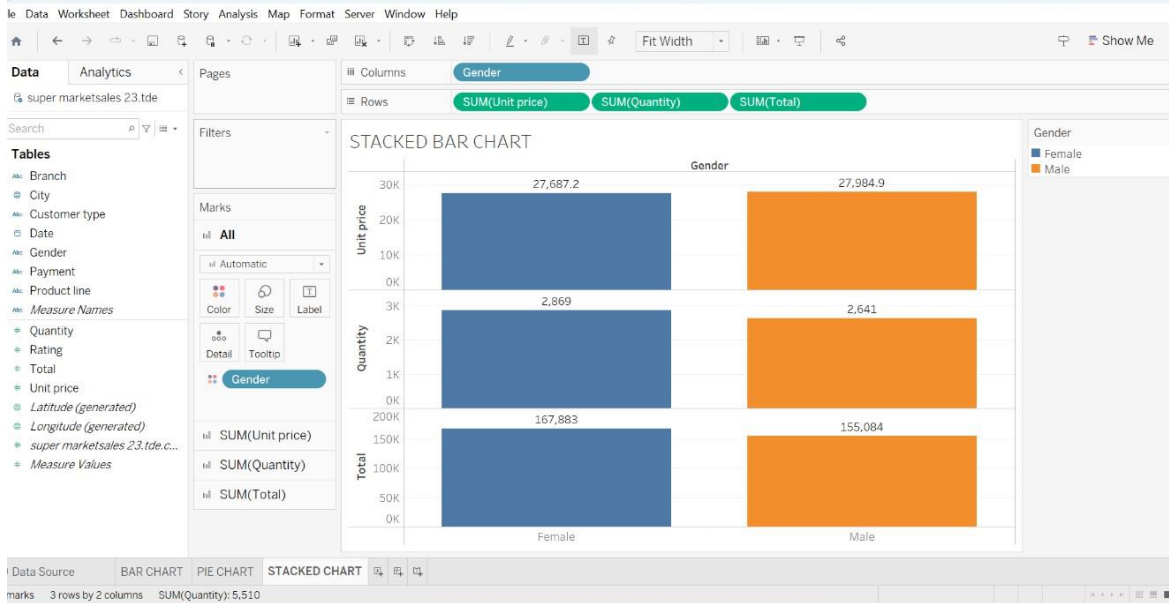 le Data Worksheet Dashboard Story Analysis Map Format Server Window Help
Fit Width
Show Me
Data Analytics
super marketsales 23.tde
Search
Tables
Abc Branch
City
Abc Customer type
Date
Abc Gender
Abc Payment
Abc Product line
Abc Measure Names
Quantity
Rating
Total
Unit price
Latitude (generated)
Longitude (generated)
super marketsales 23.tde.c...
Measure Values
Pages
Filters
Marks
All
Automatic
Color Size Label
Detail Tooltip
Gender
SUM(Unit price)
SUM(Quantity)
SUM(Total)
Columns Gender
Rows SUM(Unit price) SUM(Quantity) SUM(Total)
STACKED BAR CHART
Gender
Unit price
30K
20K
10K
0K
27,687.2 27,984.9
Quantity
3K
2K
1K
0K
2,869 2,641
Total
200K
150K
100K
50K
0K
167,883 155,084
Female Male
Gender
Female
Male
Data Source BAR CHART PIE CHART STACKED CHART
marks 3 rows by 2 columns SUM(Quantity): 5,510